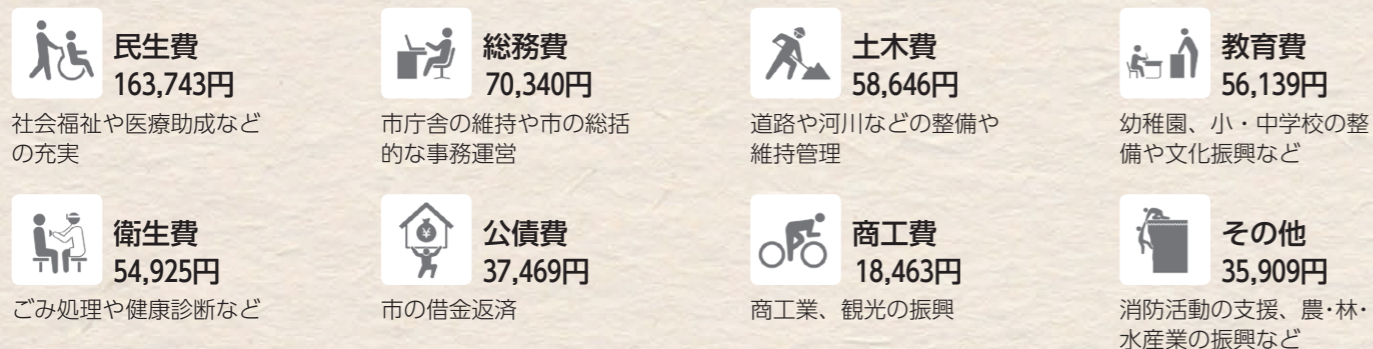 民生費
163,743円
社会福祉や医療助成など
の充実
総務費
70,340円
市庁舎の維持や市の総括
的な事務運営
土木費
58,646円
道路や河川などの整備や
維持管理
教育費
56,139円
幼稚園、小・中学校の整
備や文化振興など
衛生費
54,925円
ごみ処理や健康診断など
公債費
¥
37,469円
市の借金返済
商工費
18,463円
商工業、観光の振興
その他
35,909円
消防活動の支援、農・林・
水産業の振興など